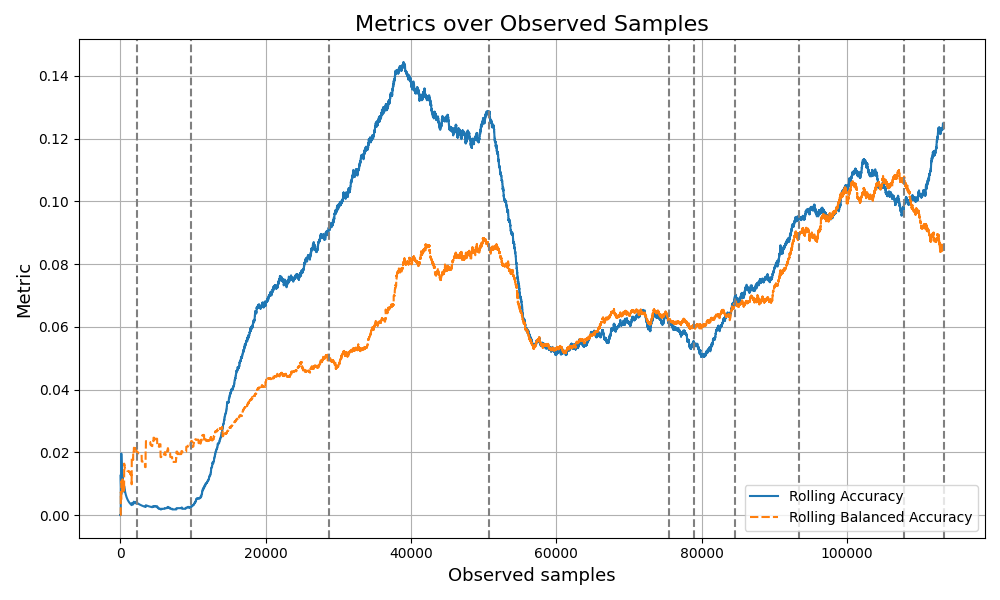 Metrics over Observed Samples
Metric
0.14
0.12
0.10
0.08
0.06
0.04
0.02
0.00
0 20000 40000 60000 80000 100000
Observed samples
Rolling Accuracy
Rolling Balanced Accuracy